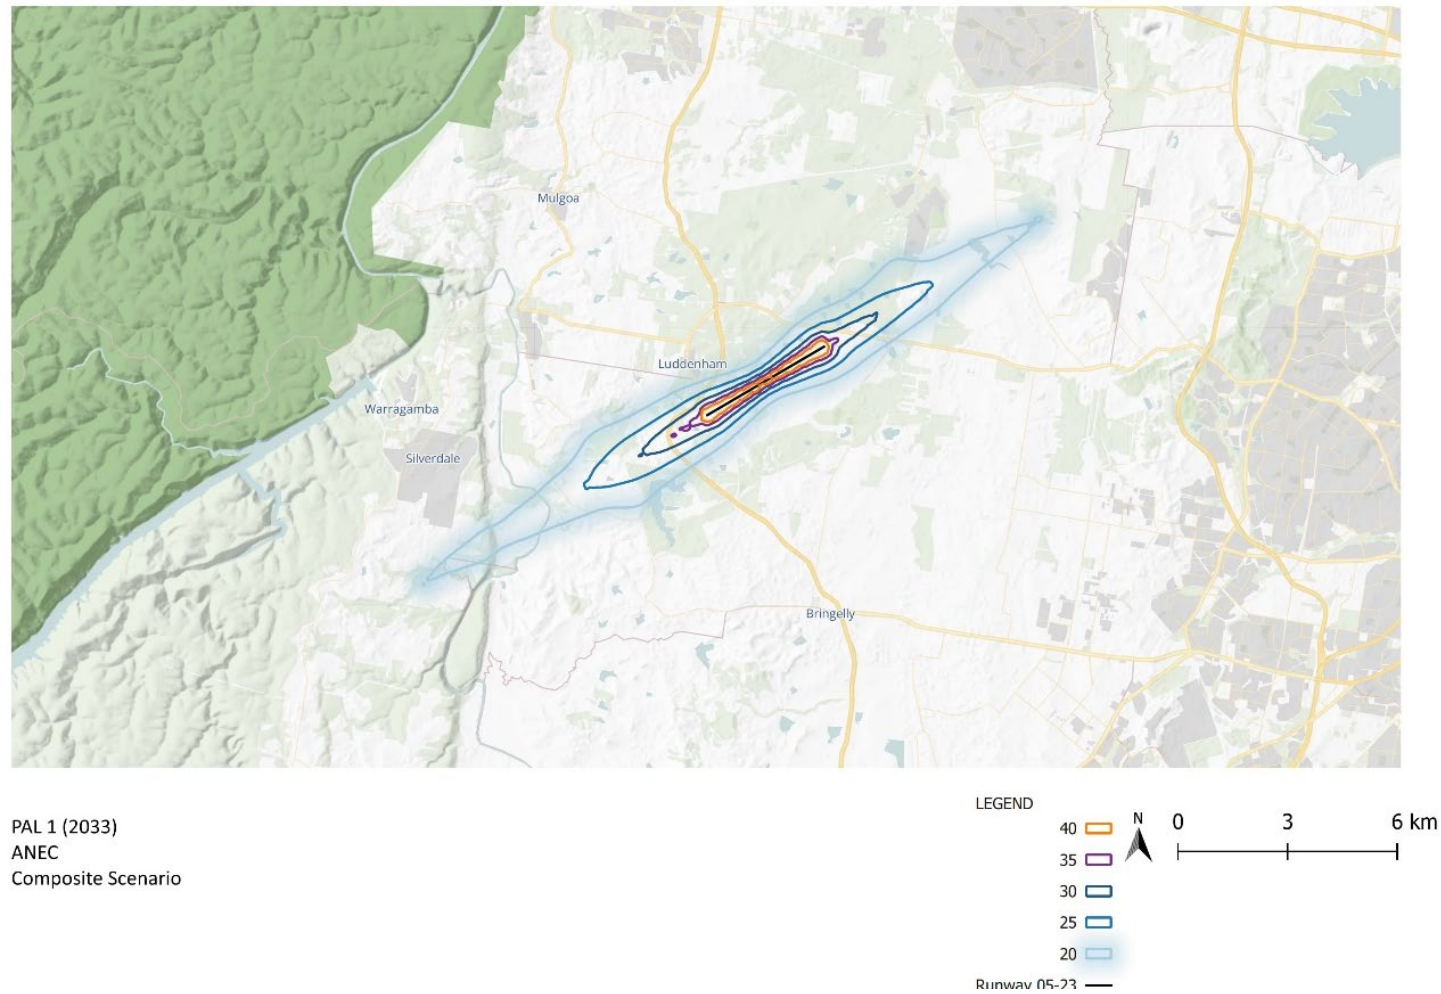 Mulgoa
Luddenham
Warragamba
Silverdale
Bringelly
PAL 1 (2033)
ANEC
Composite Scenario
LEGEND
40
35
30
25
20
Runway 05-23
N
0 3 6 km